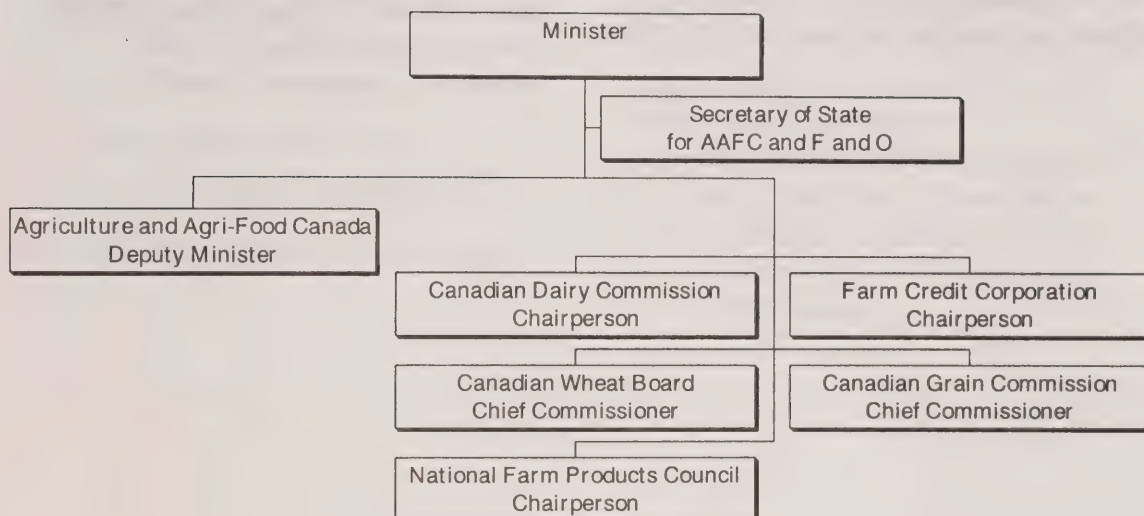 Minister
Secretary of State
for AAFC and F and O
Agriculture and Agri-Food Canada
Deputy Minister
Canadian Dairy Commission
Chairperson
Farm Credit Corporation
Chairperson
Canadian Wheat Board
Chief Commissioner
Canadian Grain Commission
Chief Commissioner
National Farm Products Council
Chairperson